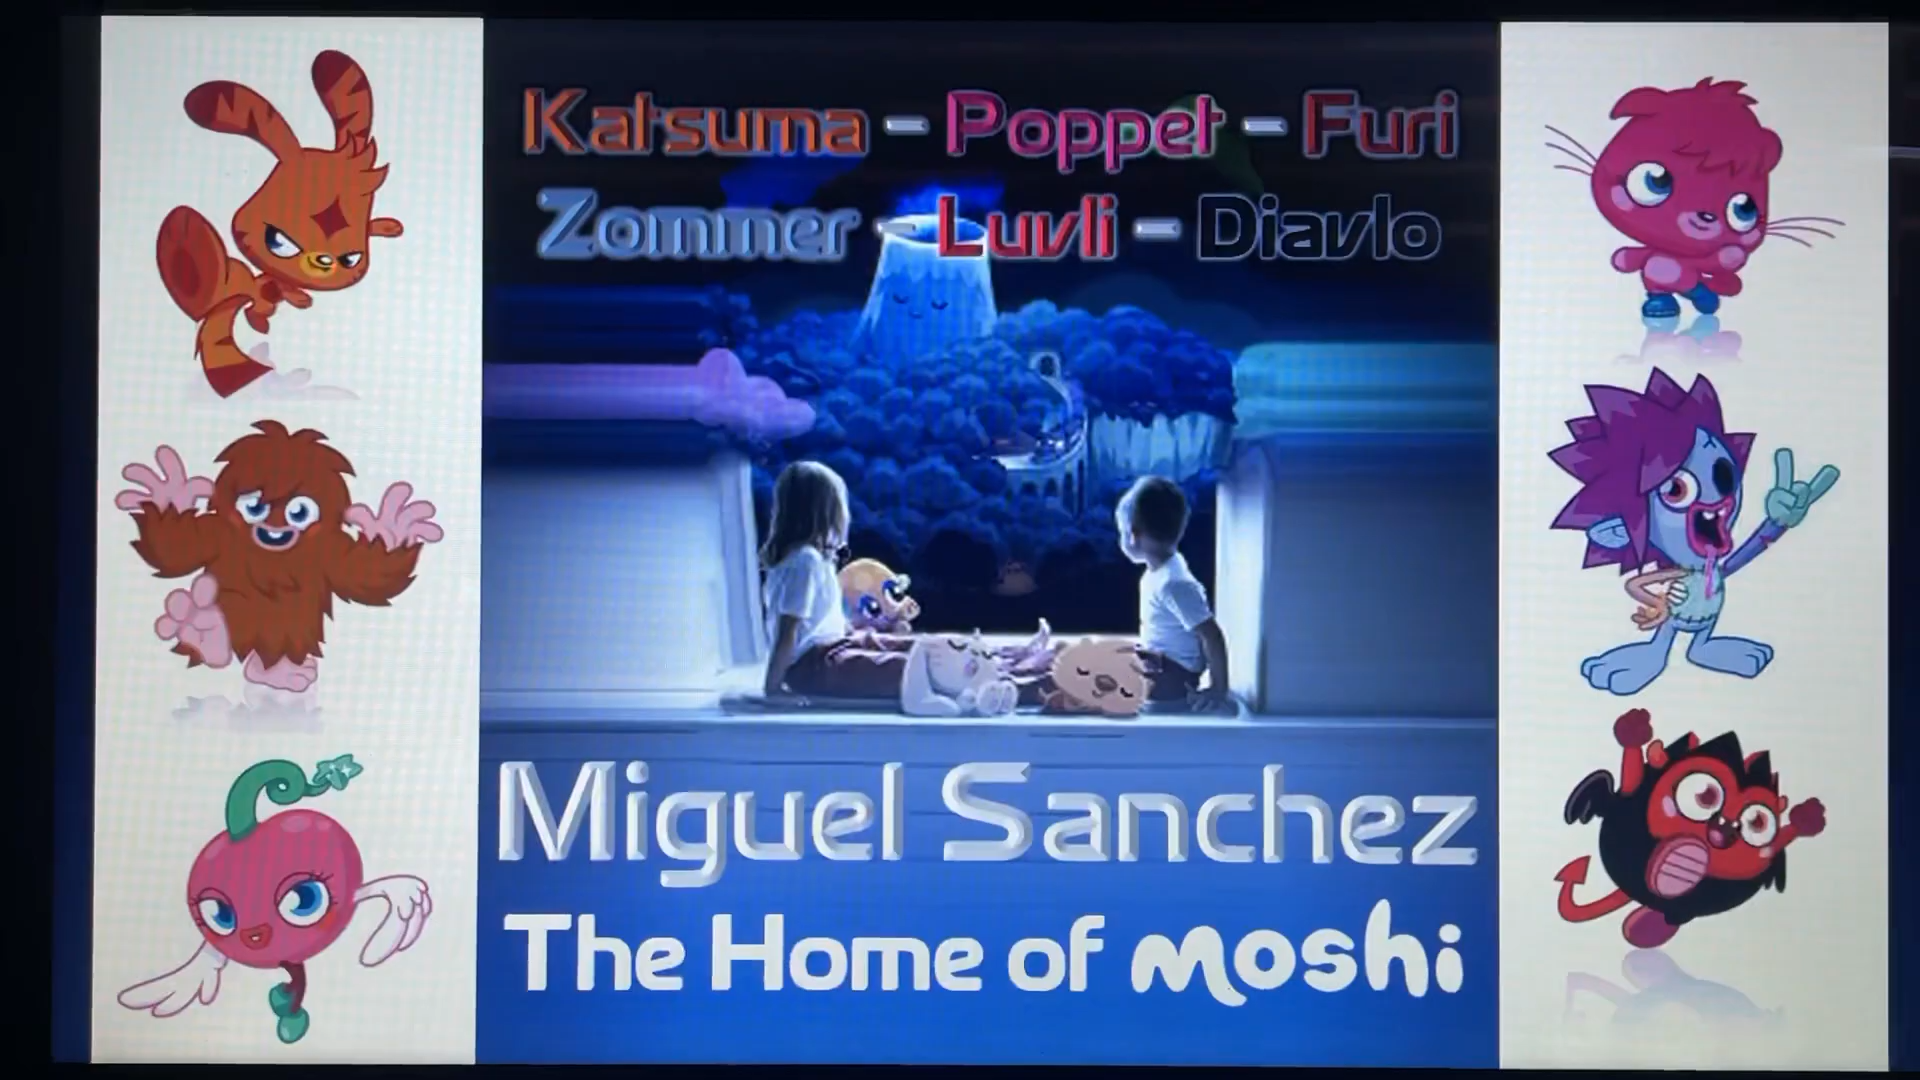 Katsuma - Poppet - Furi
Zommer - Luvli - Diavlo
Miguel Sanchez
The Home of moshi